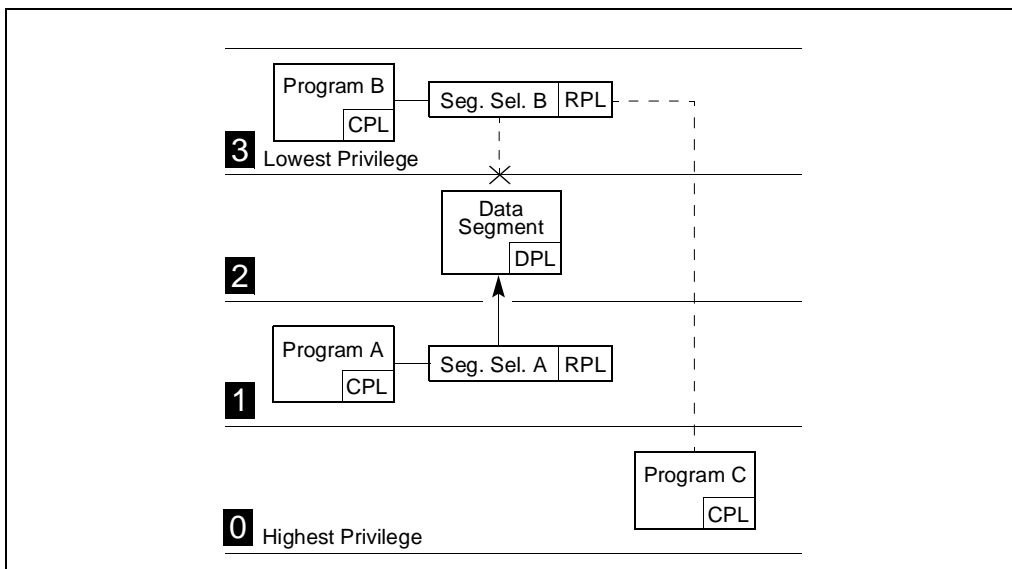 Program B
CPL
Seg. Sel. B RPL
3 Lowest Privilege
Data
Segment
DPL
2
Program A
CPL
Seg. Sel. A RPL
1
Program C
CPL
0 Highest Privilege